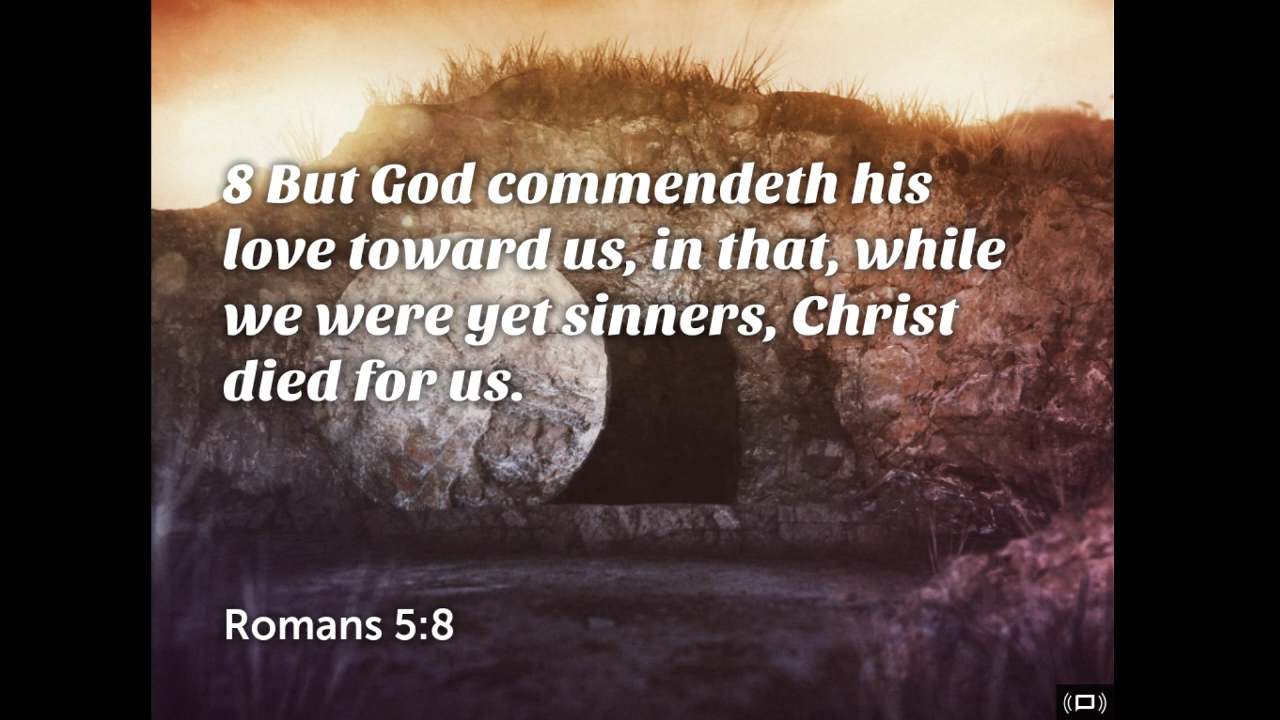 8 But God commendeth his
love toward us, in that, while
we were yet sinners, Christ
died for us.
Romans 5:8